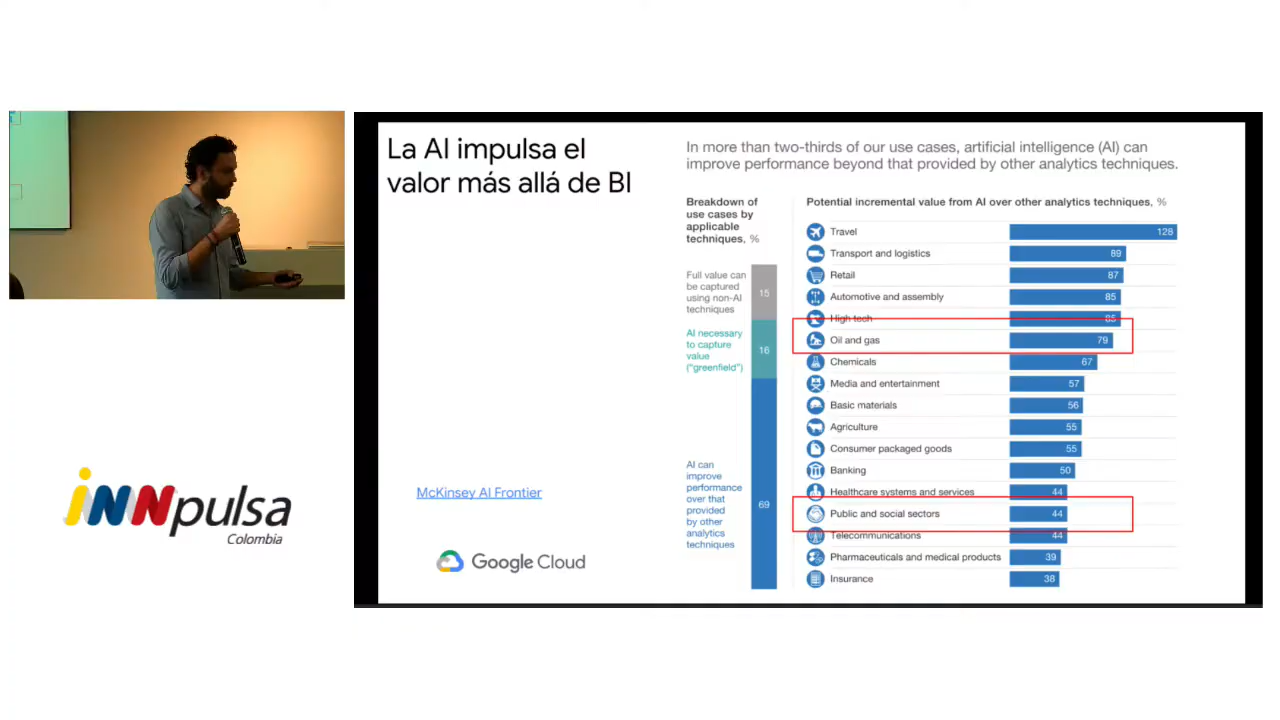 La AI impulsa el
valor más allá de BI
McKinsey AI Frontier
Google Cloud
iNNpulsa
Colombia
In more than two-thirds of our use cases, artificial intelligence (AI) can
improve performance beyond that provided by other analytics techniques.
Breakdown of
use cases by
applicable
techniques, %
Full value can
be captured
using non-AI
techniques
15
AI necessary
to capture
value
(“greenfield”)
16
AI can
improve
performance
over that
provided
by other
analytics
techniques
69
Potential incremental value from AI over other analytics techniques, %
Travel 128
Transport and logistics 89
Retail 87
Automotive and assembly 85
High tech 85
Oil and gas 79
Chemicals 67
Media and entertainment 57
Basic materials 56
Agriculture 55
Consumer packaged goods 55
Banking 50
Healthcare systems and services 44
Public and social sectors 44
Telecommunications 44
Pharmaceuticals and medical products 39
Insurance 38